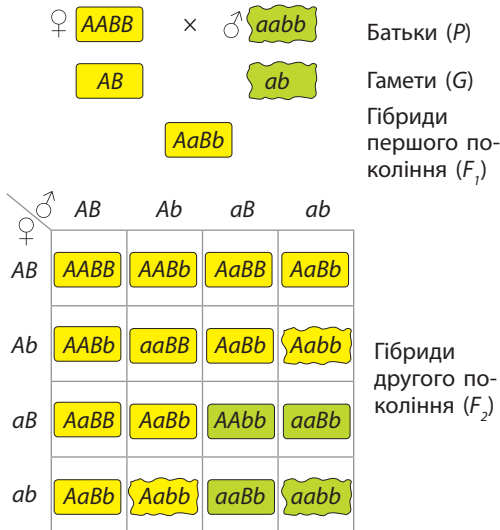 ♀ AABB × ♂ aabb Батьки (P)
AB ab Гамети (G)
AaBb Гібриди
першого по-
коління (F₁)
♂ AB Ab aB ab
♀
AB AABB AABb AaBB AaBb
Ab AABb aaBB AaBb Aabb
Гібриди
другого по-
коління (F₂)
aB AaBB AaBb AAbb aaBb
ab AaBb Aabb aaBb aabb